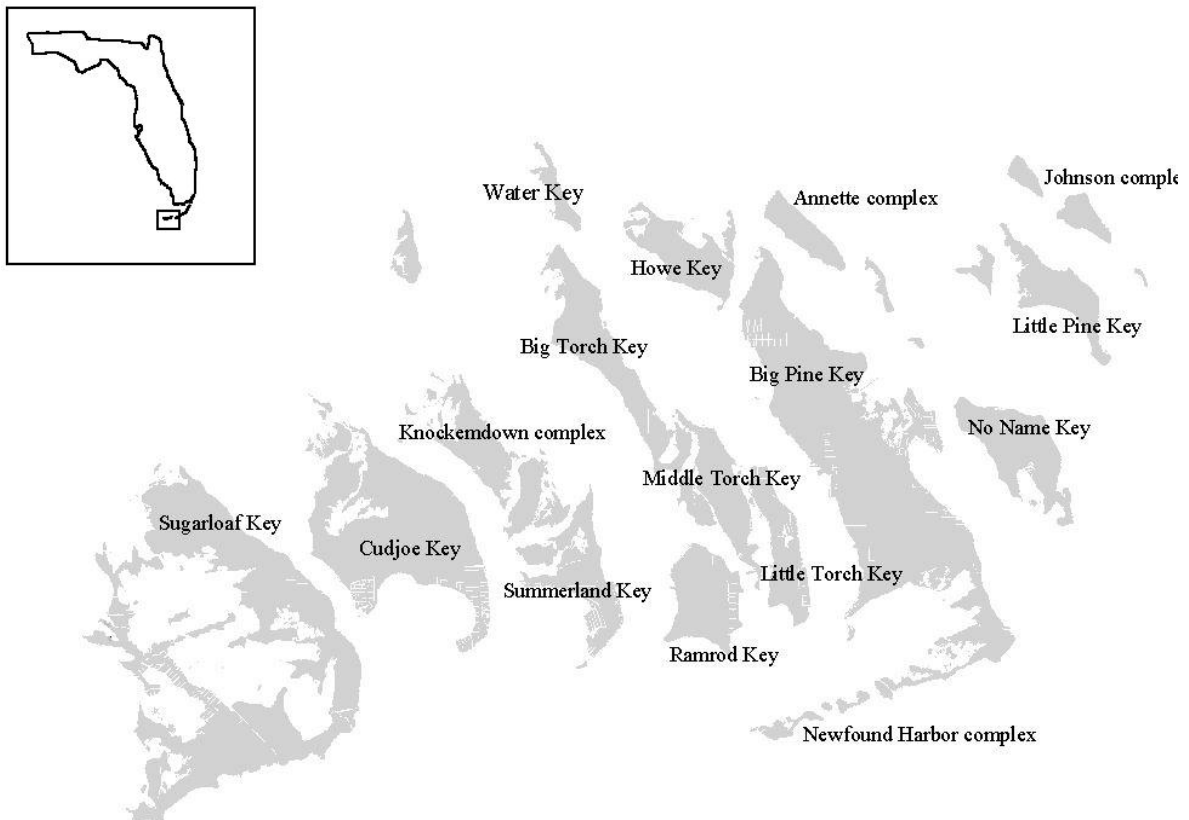 Johnson comple
Water Key
Annette complex
Howe Key
Little Pine Key
Big Torch Key
Big Pine Key
Knockemdown complex
No Name Key
Middle Torch Key
Sugarloaf Key
Cudjoe Key
Little Torch Key
Summerland Key
Ramrod Key
Newfound Harbor complex